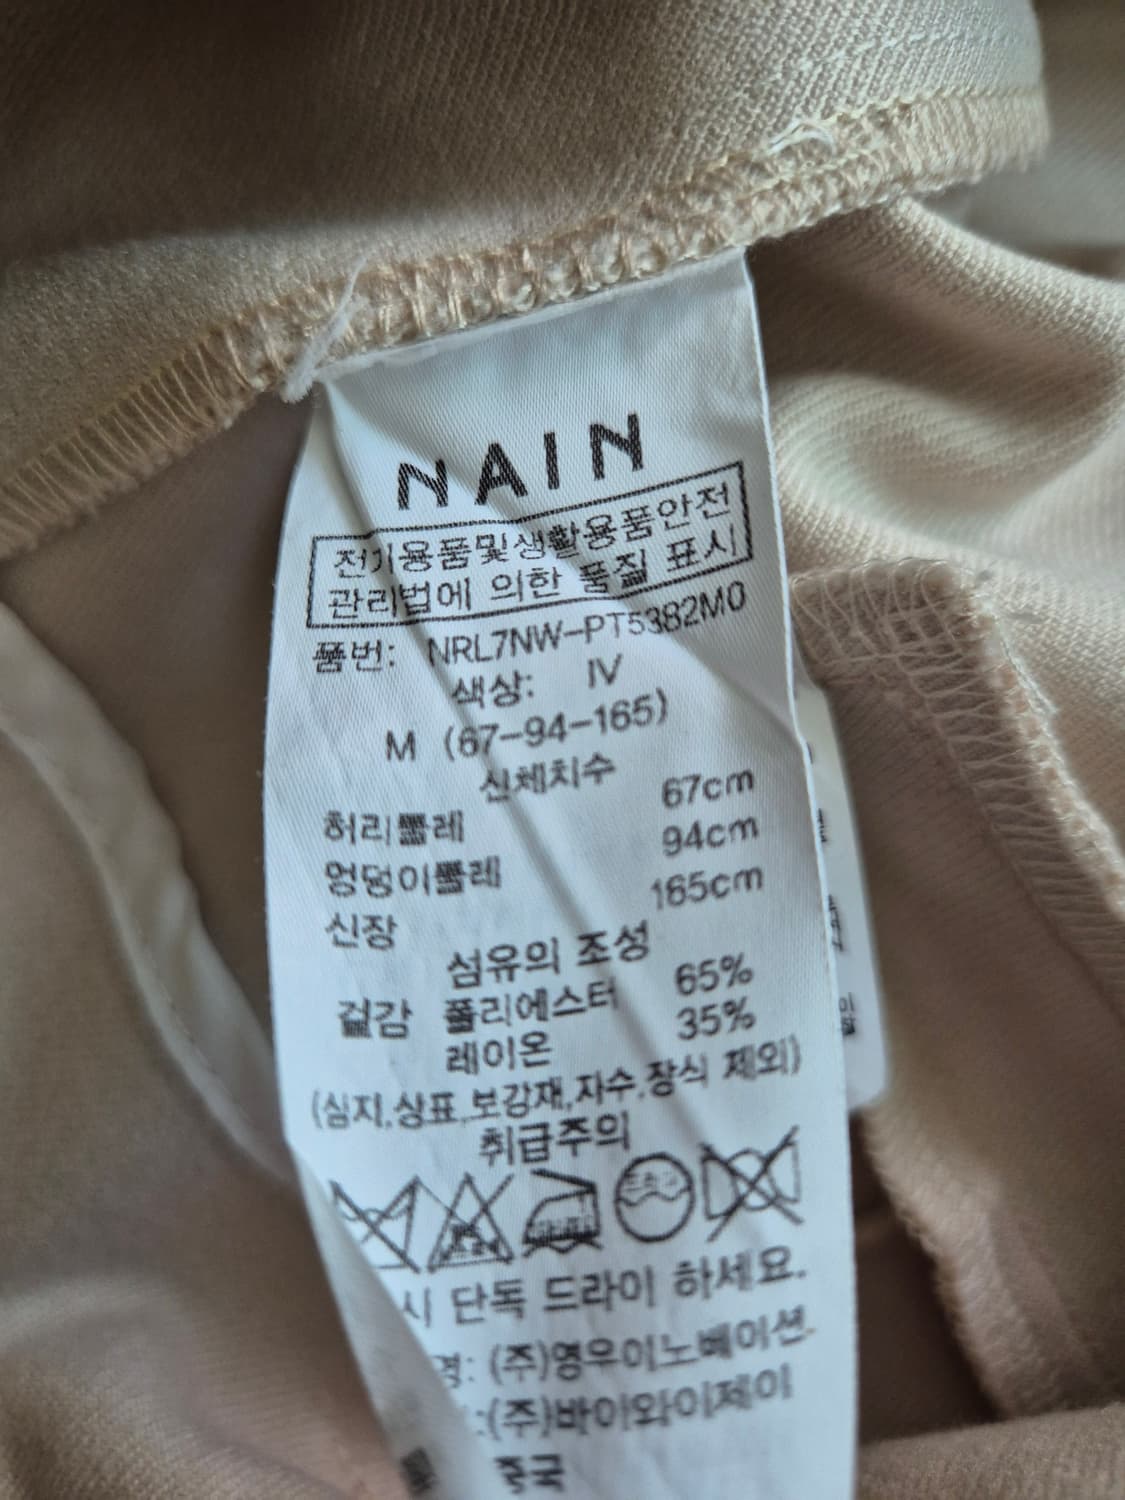 NAIN
전기용품및생활용품안전
관리법에 의한 품질 표시
품번: NRL7NW-PT5382M0
색상: IV
M (67-94-165)
신체치수
허리둘레 67cm
엉덩이둘레 94cm
신장 165cm
섬유의 조성
겉감 폴리에스터 65%
레이온 35%
(심지,상표,보강재,자수,장식 제외)
취급주의
시 단독 드라이 하세요.
명: (주)영우이노베이션.
:(주)바이와이제이
중국